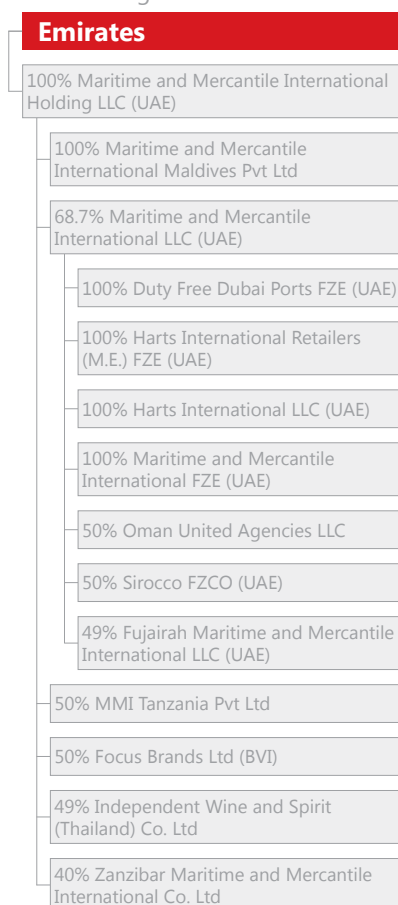 Emirates
100% Maritime and Mercantile International
Holding LLC (UAE)
100% Maritime and Mercantile
International Maldives Pvt Ltd
68.7% Maritime and Mercantile
International LLC (UAE)
100% Duty Free Dubai Ports FZE (UAE)
100% Harts International Retailers
(M.E.) FZE (UAE)
100% Harts International LLC (UAE)
100% Maritime and Mercantile
International FZE (UAE)
50% Oman United Agencies LLC
50% Sirocco FZCO (UAE)
49% Fujairah Maritime and Mercantile
International LLC (UAE)
50% MMI Tanzania Pvt Ltd
50% Focus Brands Ltd (BVI)
49% Independent Wine and Spirit
(Thailand) Co. Ltd
40% Zanzibar Maritime and Mercantile
International Co. Ltd